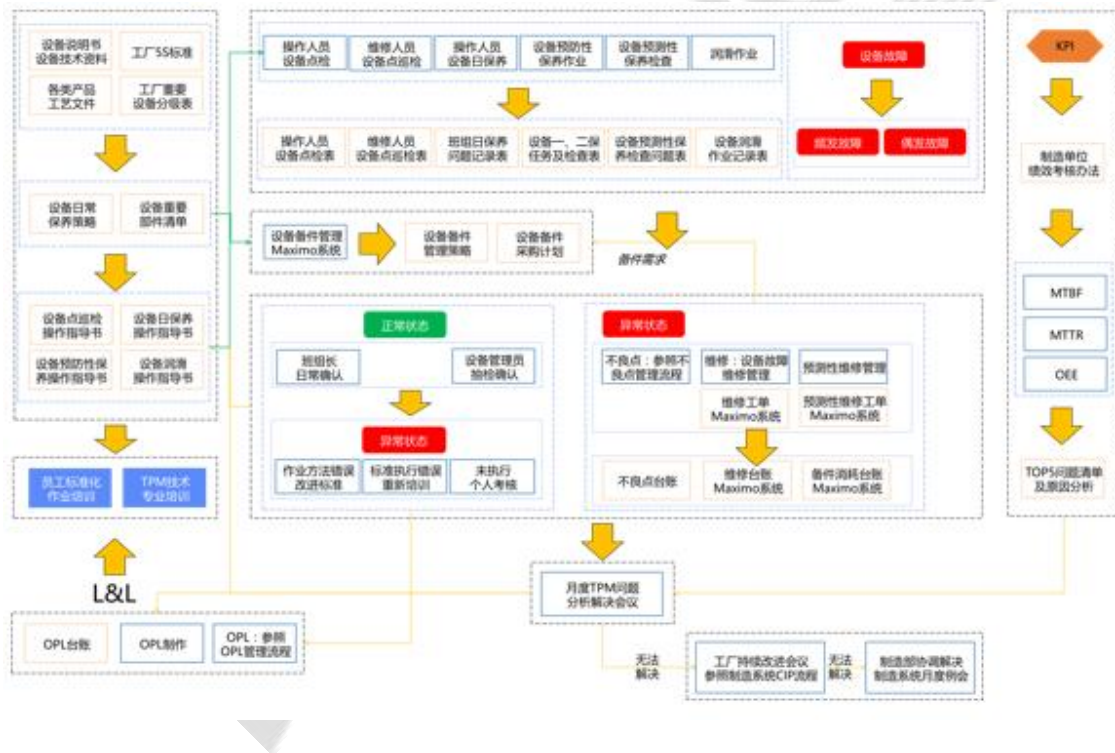 设备说明书
设备技术资料
工厂5S标准
各类产品
工艺文件
工厂重要
设备分级表
设备日常
保养策略
设备重要
部件清单
设备点巡检
操作指导书
设备日保养
操作指导书
设备预防性保
养操作指导书
设备润滑
操作指导书
员工标准化
作业培训
TPM技术
专业培训
L&L
OPL台账
OPL制作
OPL：参照
OPL管理流程
操作人员
设备点检
维修人员
设备点巡检
操作人员
设备日保养
设备预防性
保养作业
设备预测性
保养检查
润滑作业
操作人员
设备点检表
维修人员
设备点巡检表
班组日保养
问题记录表
设备一、二保
任务及检查表
设备预测性保
养检查问题表
设备润滑
作业记录表
设备故障
频发故障
偶发故障
设备备件管理
Maximo系统
设备备件
管理策略
设备备件
采购计划
备件需求
正常状态
班组长
日常确认
设备管理员
抽检确认
异常状态
作业方法错误
改进标准
标准执行错误
重新培训
未执行
个人考核
异常状态
不良点：参照不
良点管理流程
维修：设备故障
维修管理
预测性维修管理
维修工单
Maximo系统
预测性维修工单
Maximo系统
不良点台账
维修台账
Maximo系统
备件消耗台账
Maximo系统
月度TPM问题
分析解决会议
无法
解决
工厂持续改进会议
参照制造系统CIP流程
无法
解决
制造部协调解决
制造系统月度例会
KPI
制造单位
绩效考核办法
MTBF
MTTR
OEE
TOP5问题清单
及原因分析